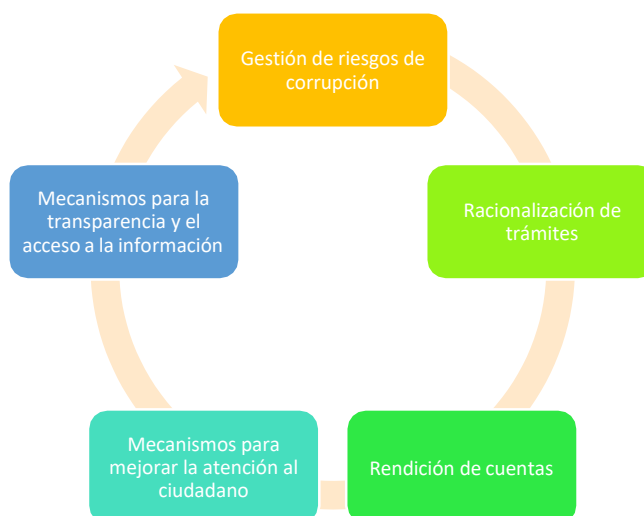 Gestión de riesgos de
corrupción
Racionalización de
trámites
Rendición de cuentas
Mecanismos para
mejorar la atención al
ciudadano
Mecanismos para la
transparencia y el
acceso a la información